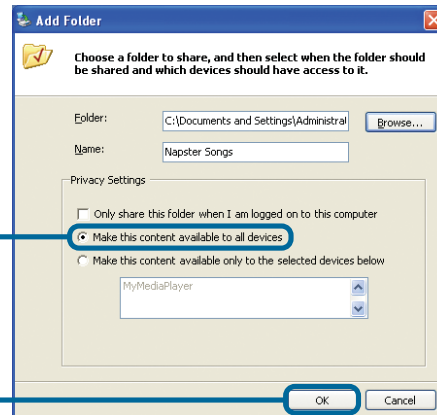 Add Folder
Choose a folder to share, and then select when the folder should
be shared and which devices should have access to it.
Folder:
C:\Documents and Settings\Administrat
Browse...
Name:
Napster Songs
Privacy Settings
Only share this folder when I am logged on to this computer
Make this content available to all devices
Make this content available only to the selected devices below
MyMediaPlayer
OK
Cancel